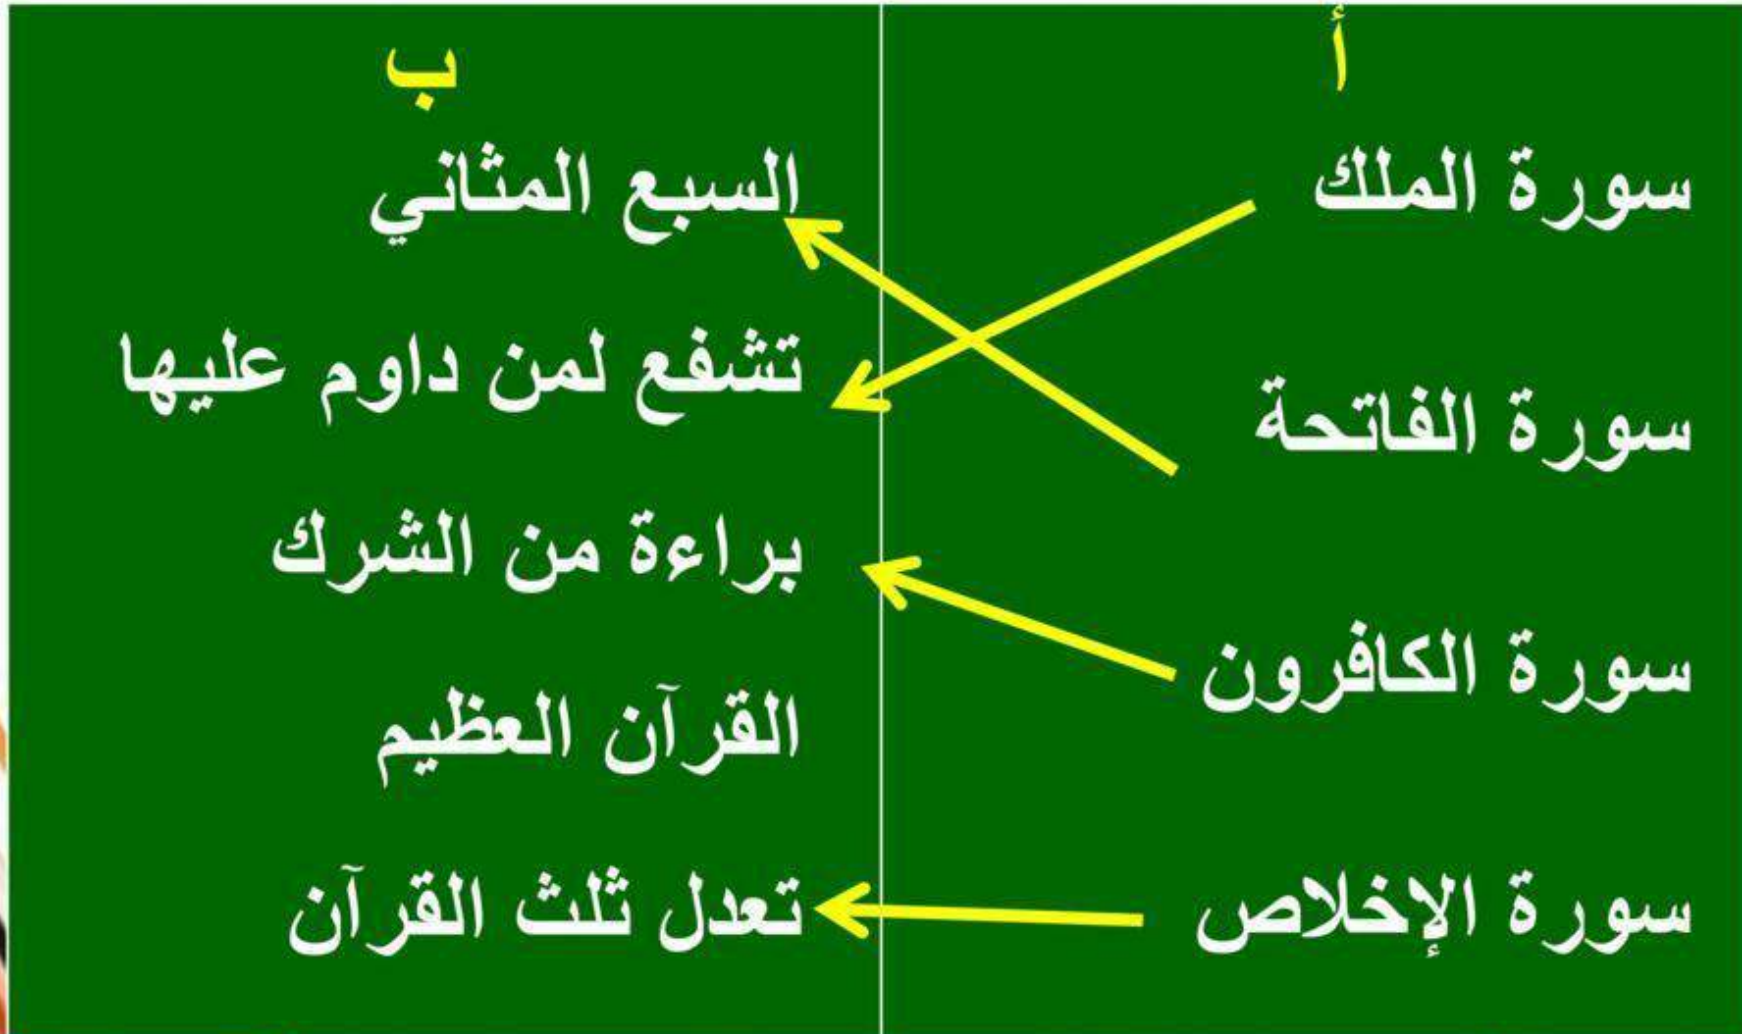 أ
سورة الملك
سورة الفاتحة
سورة الكافرون
سورة الإخلاص
ب
السبع المثاني
تشفع لمن داوم عليها
براءة من الشرك
القرآن العظيم
تعدل ثلث القرآن